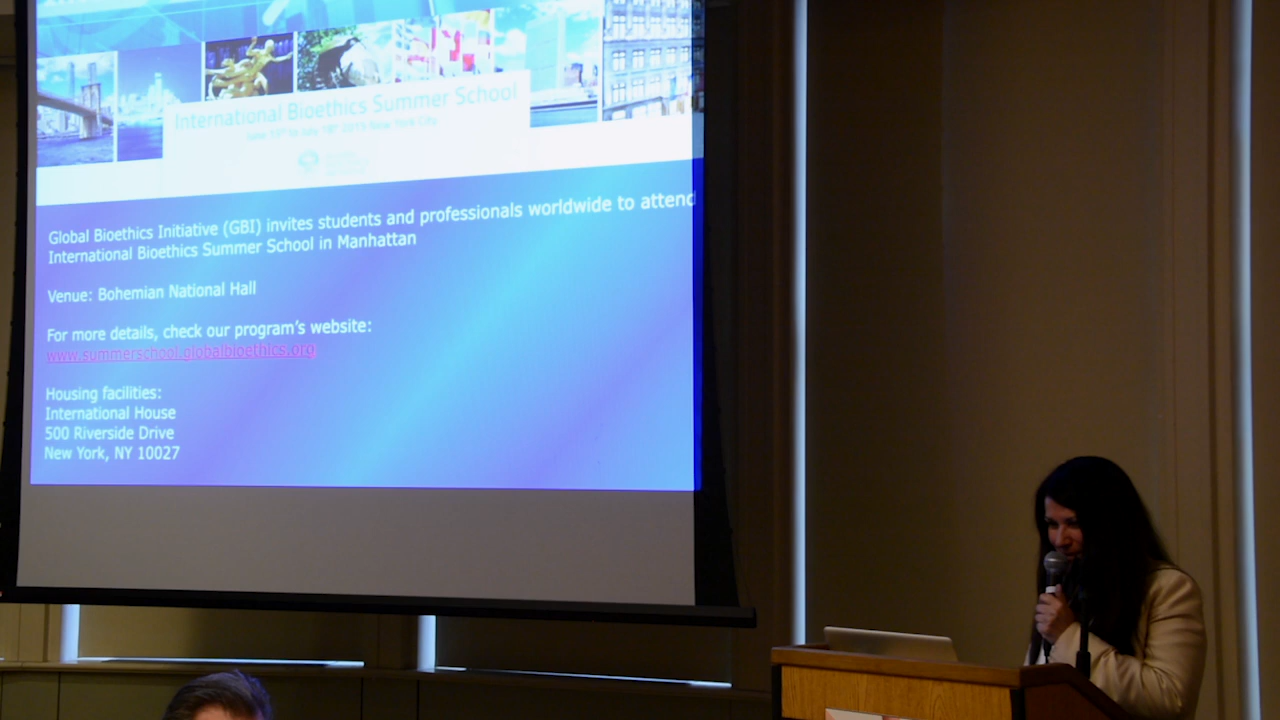 International Bioethics Summer School
Global Bioethics Initiative (GBI) invites students and professionals worldwide to attend
International Bioethics Summer School in Manhattan
Venue: Bohemian National Hall
For more details, check our program's website:
www.summerschool.globalbioethics.org
Housing facilities:
International House
500 Riverside Drive
New York, NY 10027